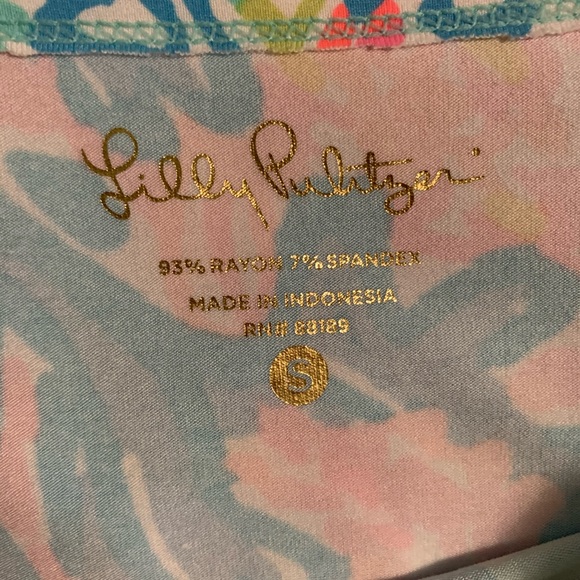 Lilly Pulitzer
93% RAYON 7% SPANDEX
MADE IN INDONESIA
RN# 88189
S